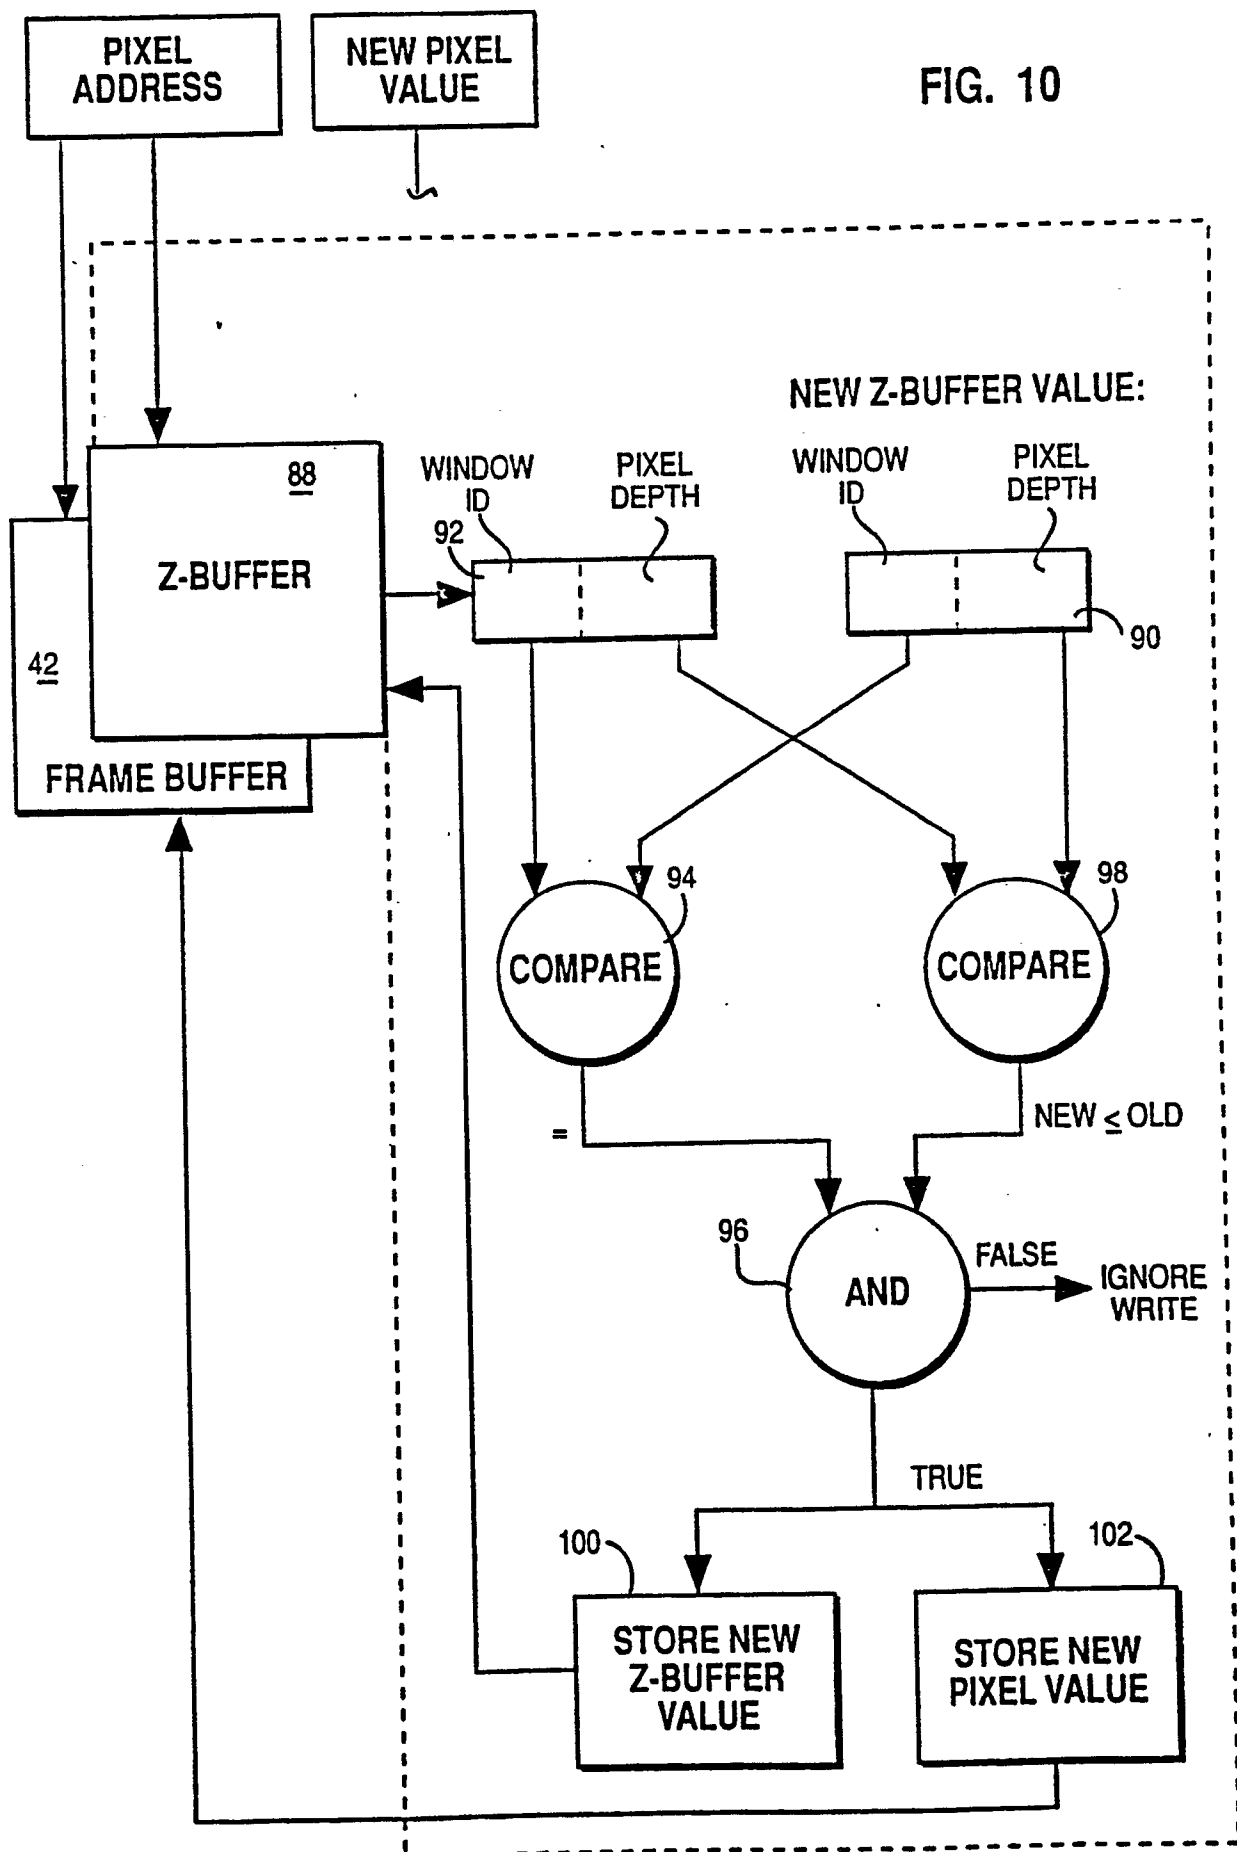 PIXEL
ADDRESS
NEW PIXEL
VALUE
FIG. 10
NEW Z-BUFFER VALUE:
WINDOW
ID
PIXEL
DEPTH
WINDOW
ID
PIXEL
DEPTH
88
92
Z-BUFFER
90
42
FRAME BUFFER
94
98
COMPARE
COMPARE
=
NEW ≤ OLD
96
AND
FALSE
IGNORE
WRITE
TRUE
100
102
STORE NEW
Z-BUFFER
VALUE
STORE NEW
PIXEL VALUE